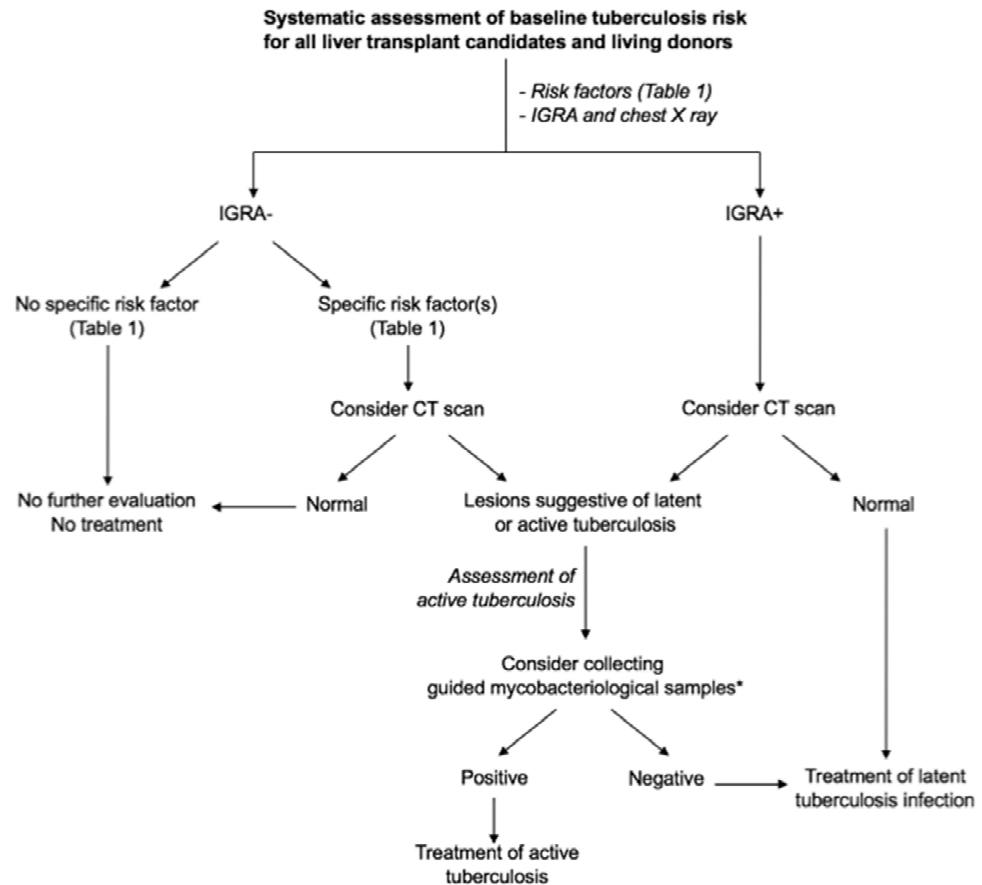 Systematic assessment of baseline tuberculosis risk
for all liver transplant candidates and living donors
- Risk factors (Table 1)
- IGRA and chest X ray
IGRA-
IGRA+
No specific risk factor
(Table 1)
Specific risk factor(s)
(Table 1)
Consider CT scan
Consider CT scan
No further evaluation
No treatment
Normal
Lesions suggestive of latent
or active tuberculosis
Normal
Assessment of
active tuberculosis
Consider collecting
guided mycobacteriological samples*
Positive
Negative
Treatment of latent
tuberculosis infection
Treatment of active
tuberculosis